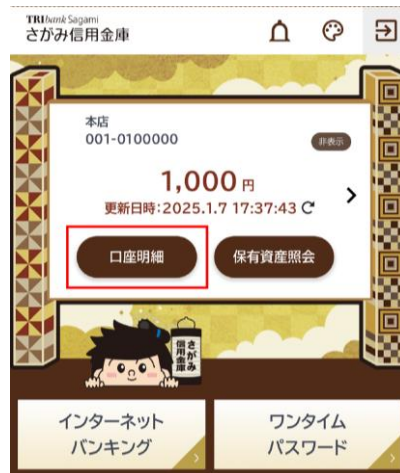 TRIbank Sagami
さがみ信用金庫
本店
001-0100000
非表示
1,000 円
更新日時：2025.1.7 17:37:43
口座明細
保有資産照会
さがみ
信用金庫
インターネット
バンキング
ワンタイム
パスワード